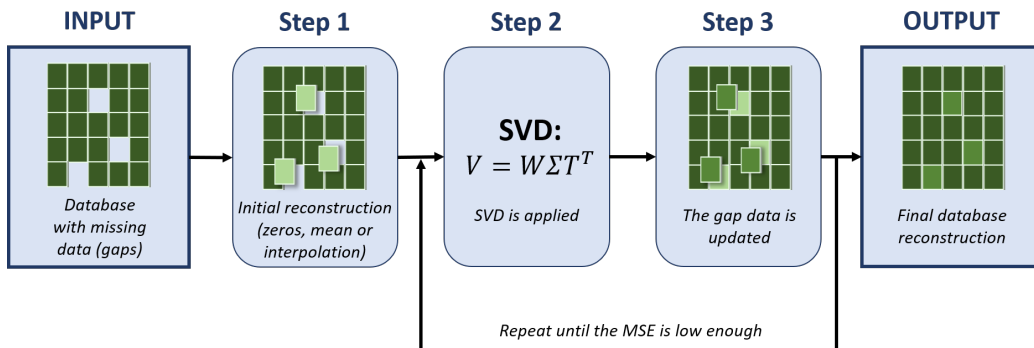 INPUT
Step 1
Step 2
Step 3
OUTPUT
Database
with missing
data (gaps)
Initial reconstruction
(zeros, mean or
interpolation)
SVD:
V = WΣT^T
SVD is applied
The gap data is
updated
Final database
reconstruction
Repeat until the MSE is low enough